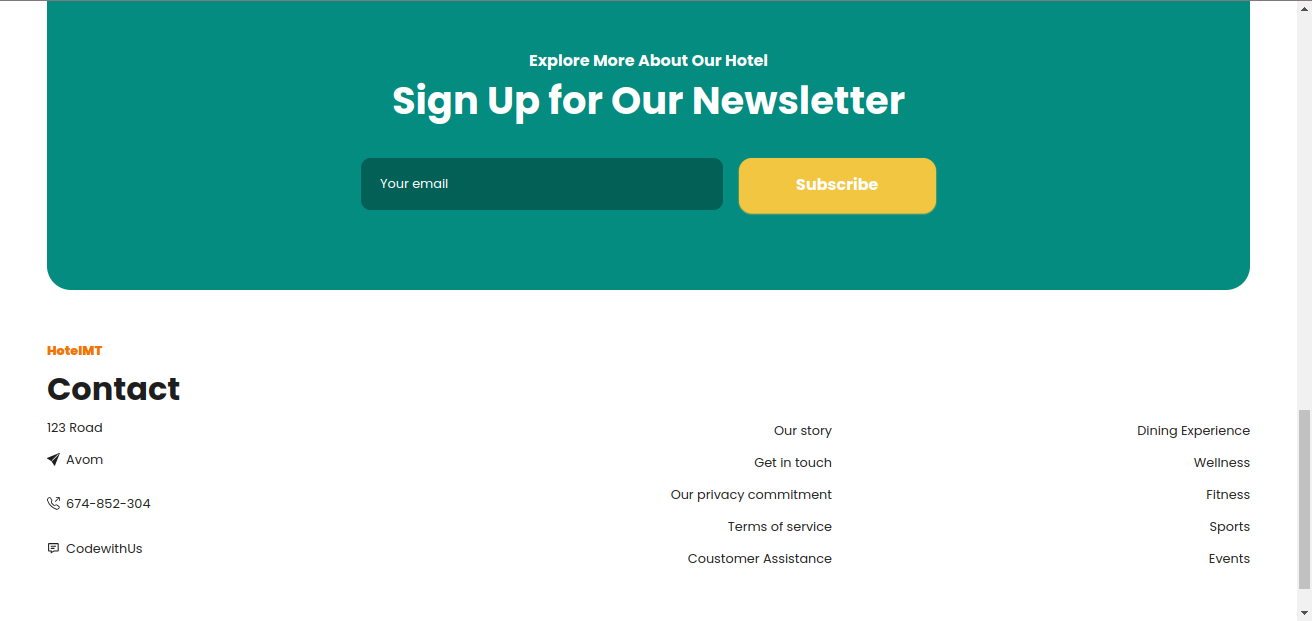 Explore More About Our Hotel
Sign Up for Our Newsletter
Your email
Subscribe
HotelMT
Contact
123 Road
Avom
674-852-304
CodewithUs
Our story
Get in touch
Our privacy commitment
Terms of service
Coustomer Assistance
Dining Experience
Wellness
Fitness
Sports
Events